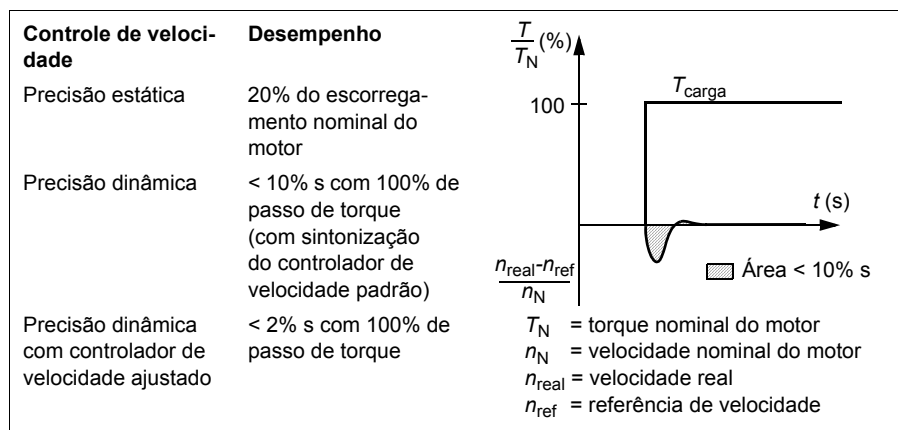 Controle de veloci-
dade
Desempenho
Precisão estática
20% do escorrega-
mento nominal do
motor
Precisão dinâmica
< 10% s com 100% de
passo de torque
(com sintonização
do controlador de
velocidade padrão)
Precisão dinâmica
com controlador de
velocidade ajustado
< 2% s com 100% de
passo de torque
T
TN (%)
100
Tcarga
t (s)
Área < 10% s
nreal-nref
nN
TN = torque nominal do motor
nN = velocidade nominal do motor
nreal = velocidade real
nref = referência de velocidade